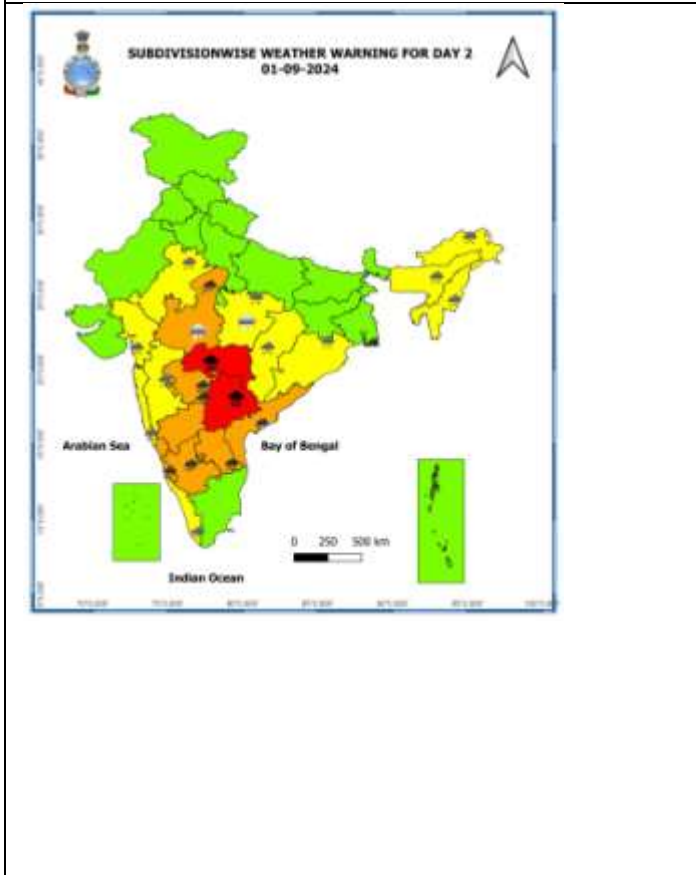 SUBDIVISIONWISE WEATHER WARNING FOR DAY 2
01-09-2024
Arabian Sea
Bay of Bengal
0 250 500 km
Indian Ocean